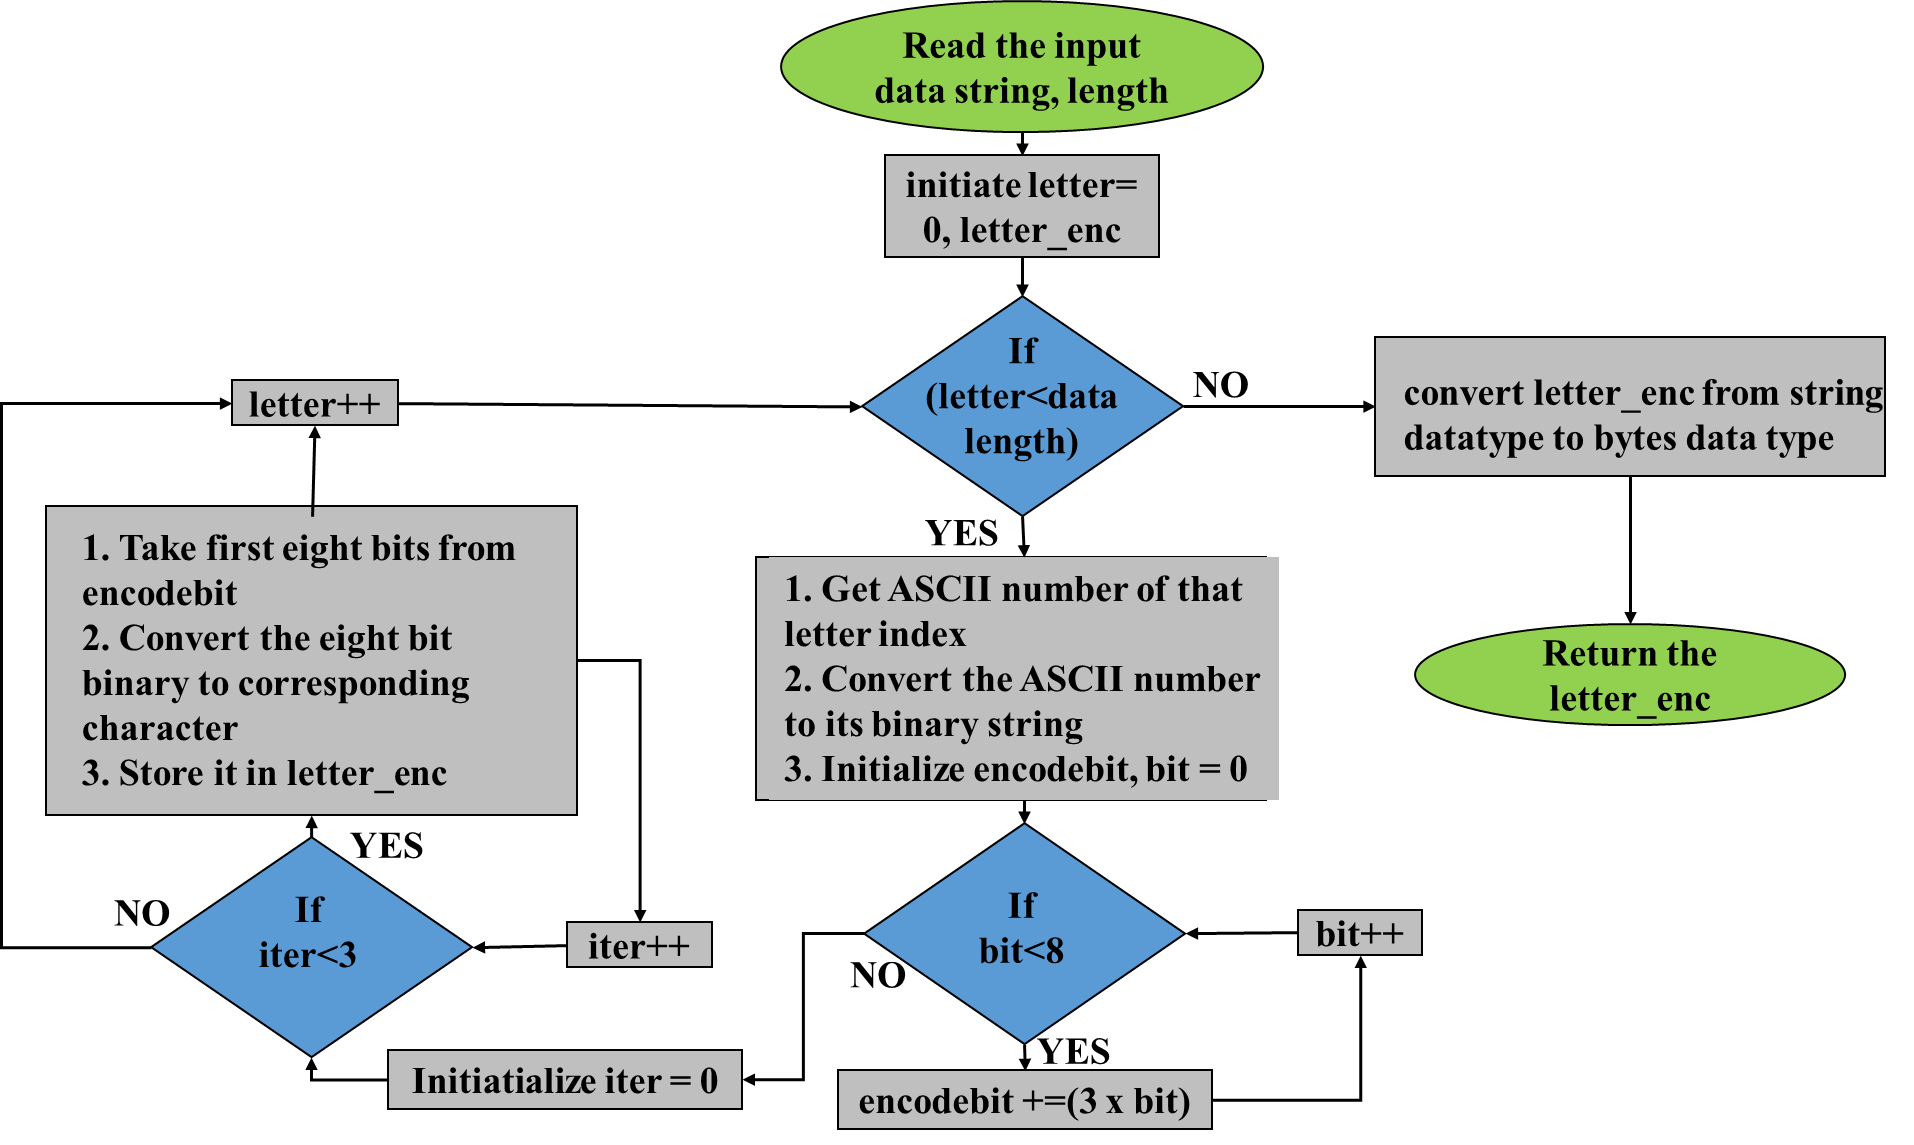 Read the input
data string, length
initiate letter=
0, letter_enc
If
(letter<data
length)
NO
convert letter_enc from string
datatype to bytes data type
Return the
letter_enc
YES
1. Get ASCII number of that
letter index
2. Convert the ASCII number
to its binary string
3. Initialize encodebit, bit = 0
If
bit<8
bit++
NO
YES
encodebit +=(3 x bit)
Initiatialize iter = 0
If
iter<3
iter++
NO
YES
1. Take first eight bits from
encodebit
2. Convert the eight bit
binary to corresponding
character
3. Store it in letter_enc
letter++